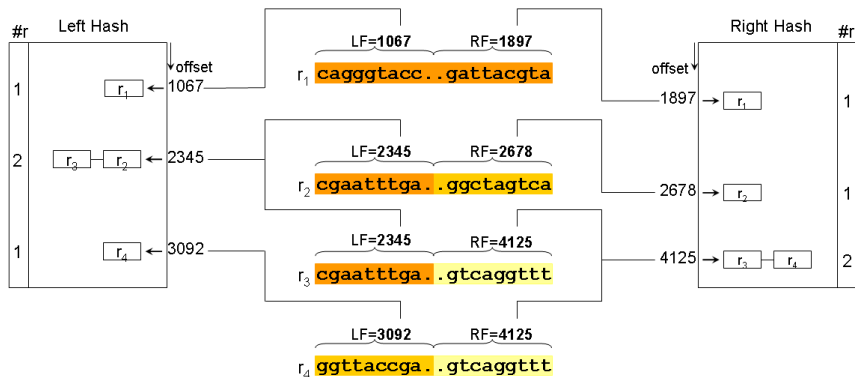 #r Left Hash Right Hash #r
LF=1067 RF=1897
offset offset
r1 cagggtacc..gattacgta
1 r1 1067 1897 r1 1
LF=2345 RF=2678
2 r3 r2 2345
r2 cgaatttga..ggctagtca
2678 r2 1
LF=2345 RF=4125
1 r4 3092 4125 r3 r4 2
r3 cgaatttga..gtcaggttt
LF=3092 RF=4125
r4 ggttaccga..gtcaggttt